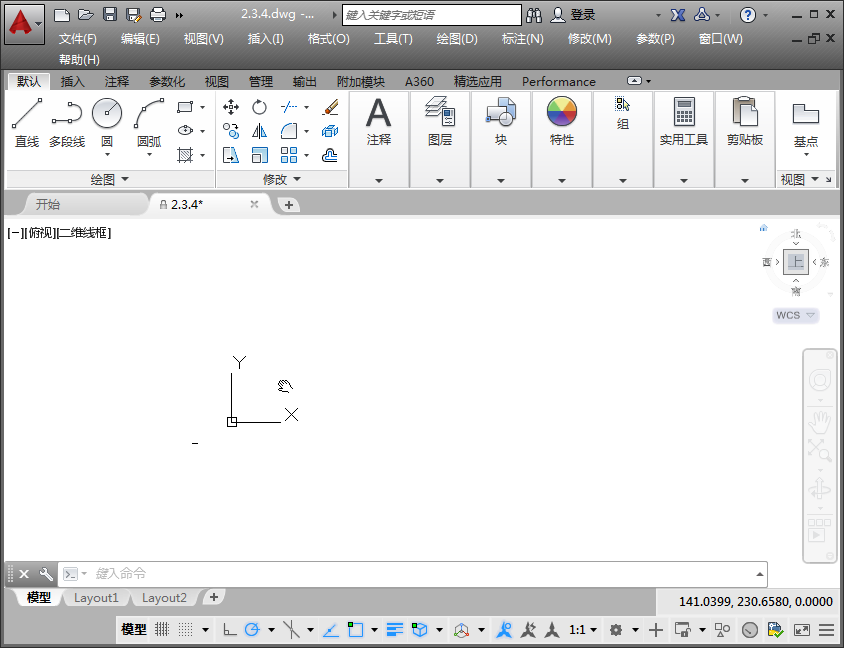 2.3.4.dwg -... 键入关键字或短语 登录
文件(F) 编辑(E) 视图(V) 插入(I) 格式(O) 工具(T) 绘图(D) 标注(N) 修改(M) 参数(P) 窗口(W)
帮助(H)
默认 插入 注释 参数化 视图 管理 输出 附加模块 A360 精选应用 Performance
直线 多段线 圆 圆弧 注释 图层 块 特性 组 实用工具 剪贴板 基点
绘图 修改 视图
开始 2.3.4*
[−][俯视][二维线框]
北
西 上 东
南
WCS
Y
X
键入命令
模型 Layout1 Layout2
141.0399, 230.6580, 0.0000
模型 1:1